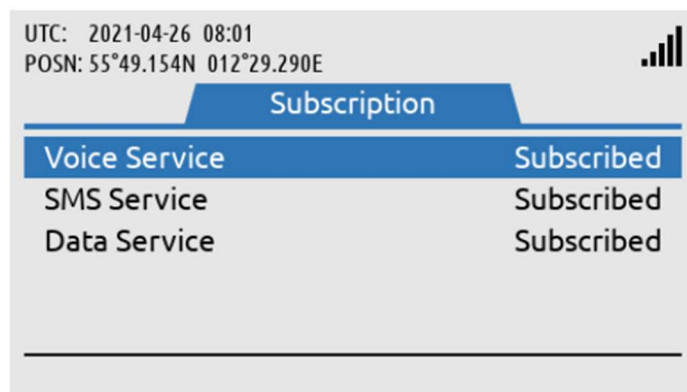 UTC: 2021-04-26 08:01
POSN: 55°49.154N 012°29.290E
Subscription
Voice Service Subscribed
SMS Service Subscribed
Data Service Subscribed